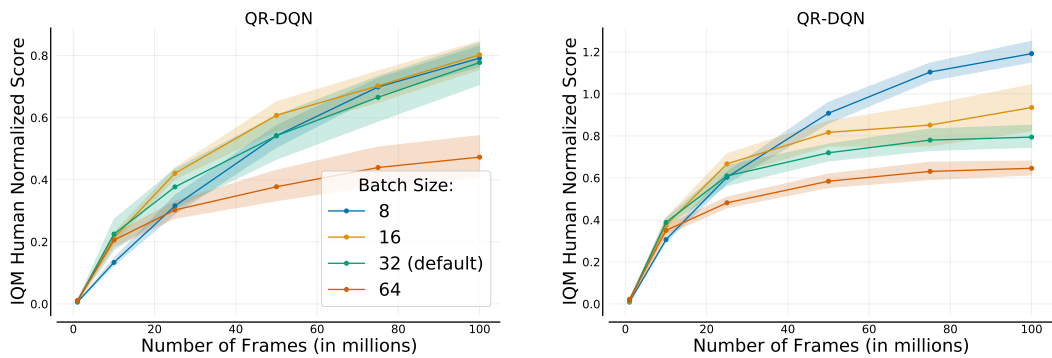 QR-DQN
IQM Human Normalized Score
0.8
0.6
0.4
0.2
0.0
Batch Size:
8
16
32 (default)
64
0 20 40 60 80 100
Number of Frames (in millions)
QR-DQN
IQM Human Normalized Score
1.2
1.0
0.8
0.6
0.4
0.2
0.0
0 20 40 60 80 100
Number of Frames (in millions)